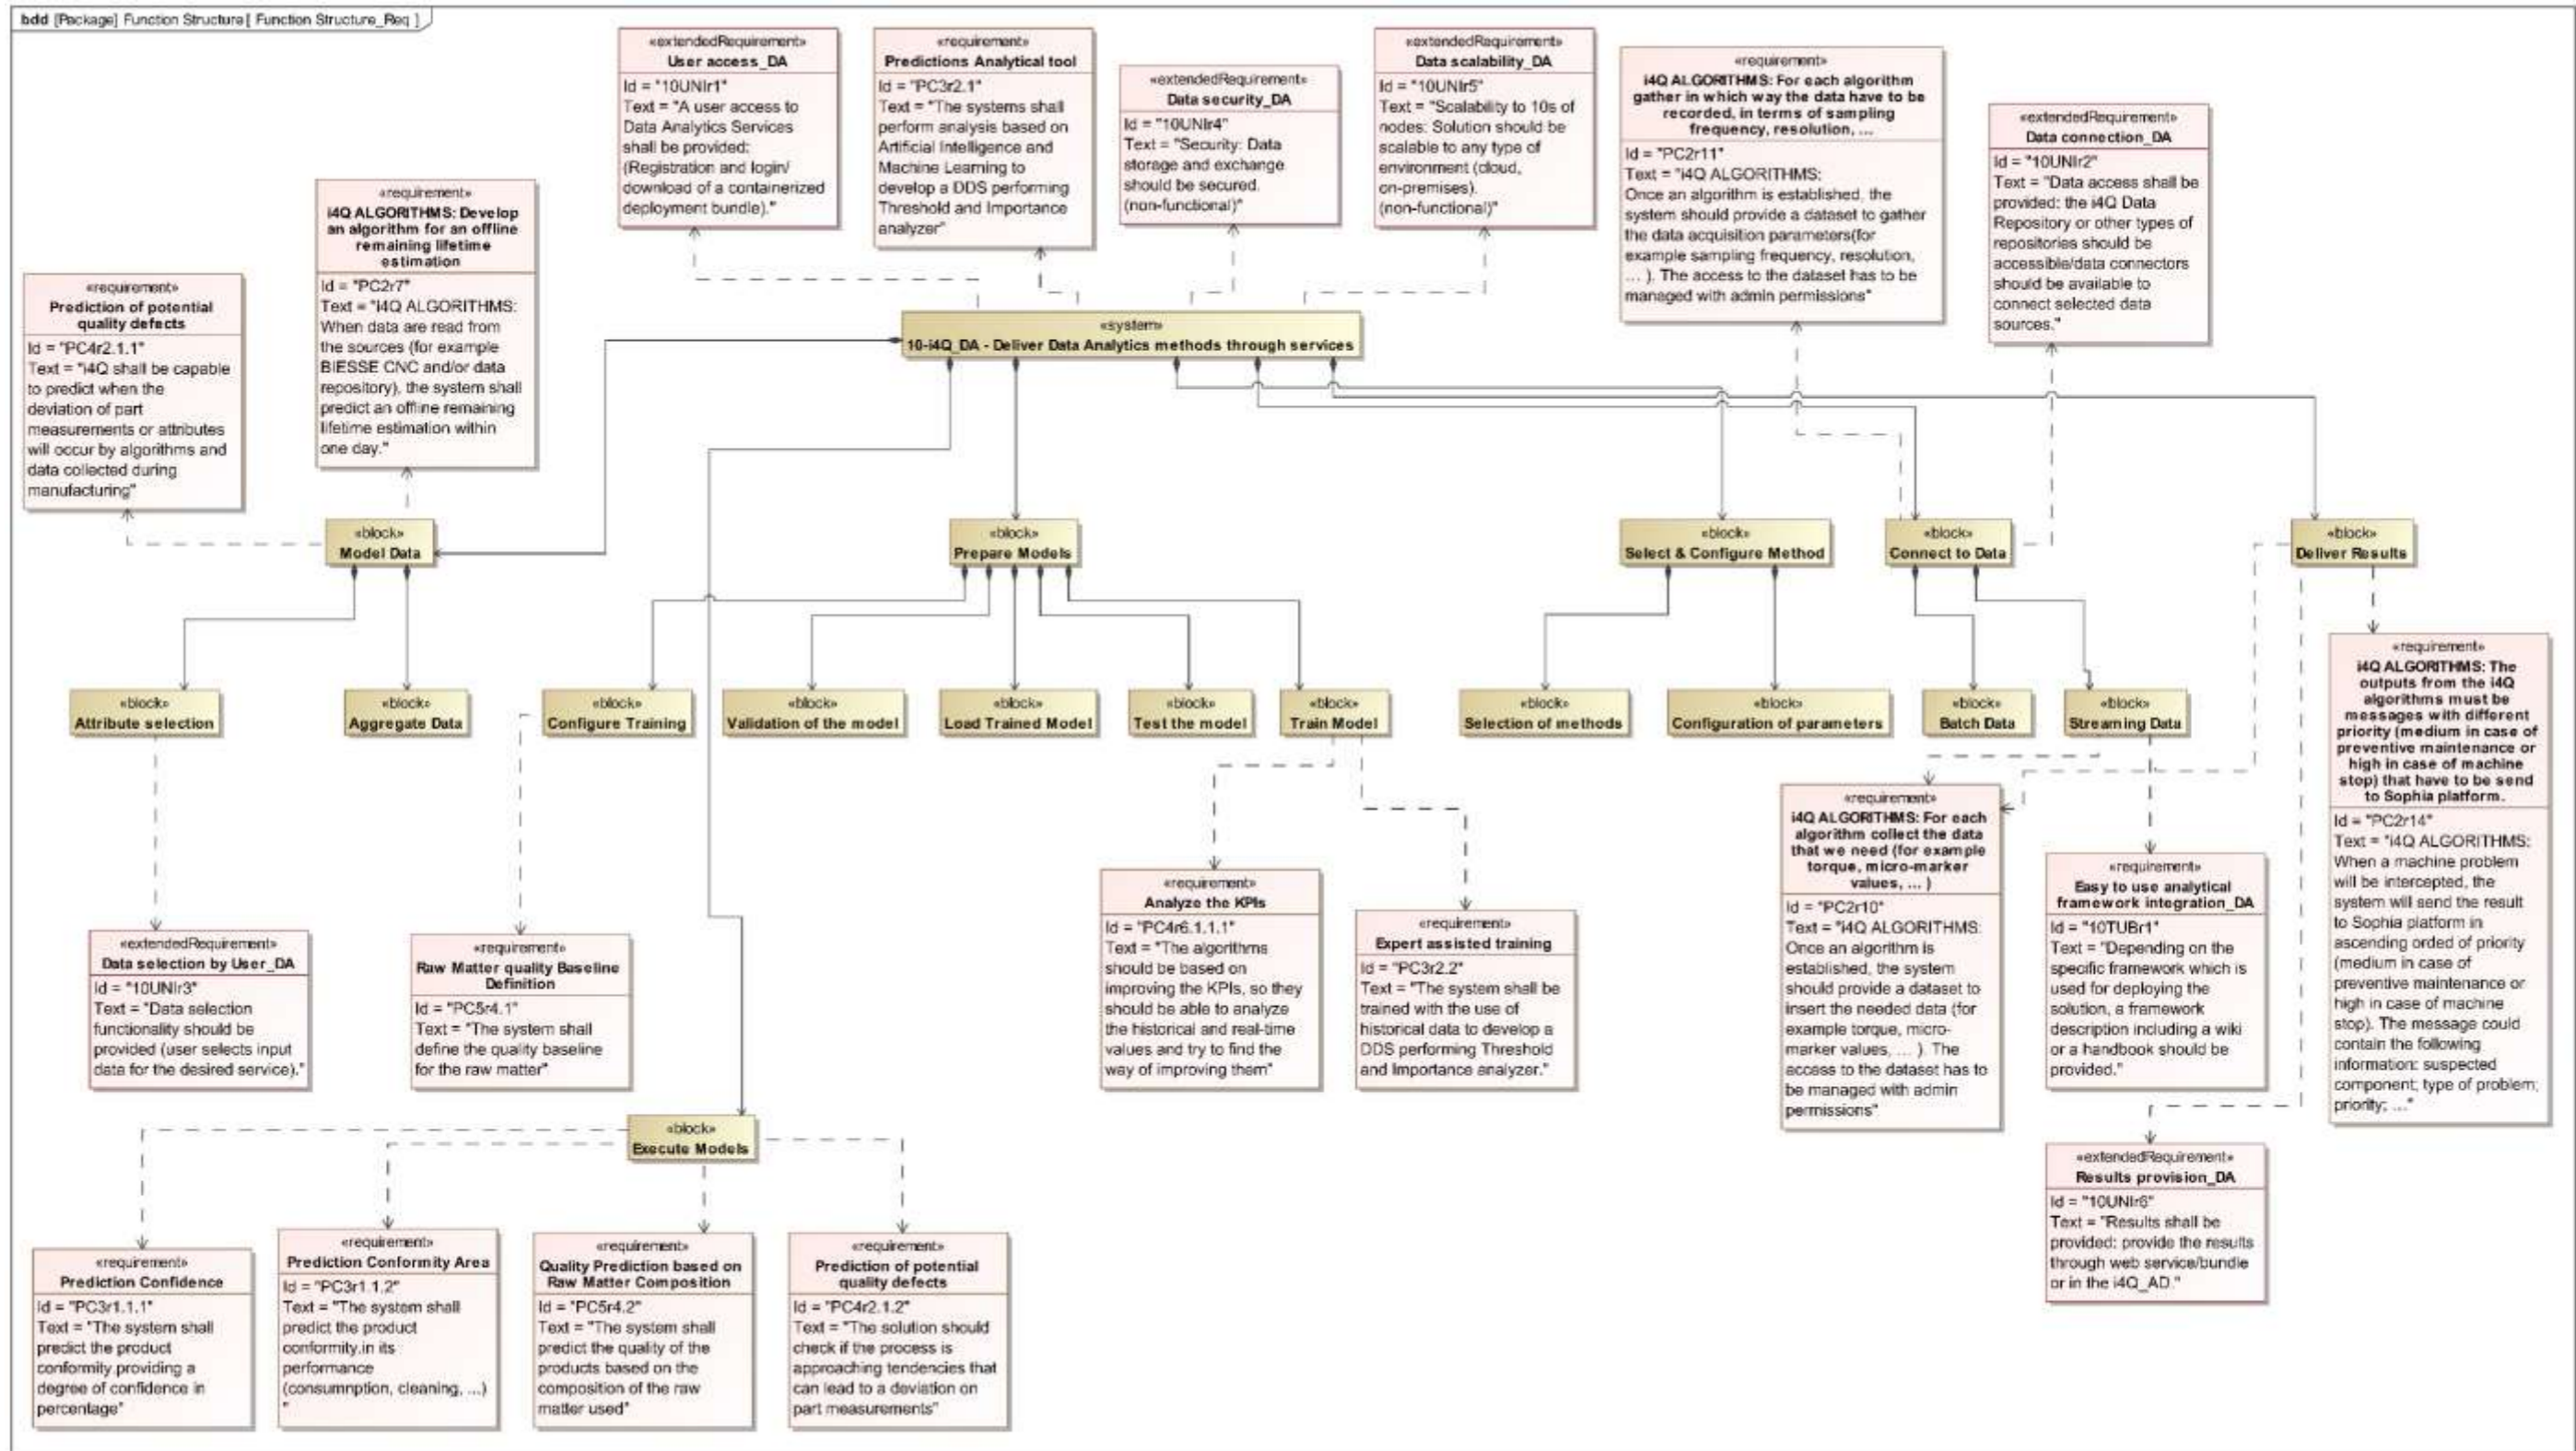 bdd [Package] Function Structure [ Function Structure_Req ]
«extendedRequirement»
User access_DA
Id = "10UNIr1"
Text = "A user access to
Data Analytics Services
shall be provided:
(Registration and login/
download of a containerized
deployment bundle)."
«requirement»
Predictions Analytical tool
Id = "PC3r2.1"
Text = "The systems shall
perform analysis based on
Artificial Intelligence and
Machine Learning to
develop a DDS performing
Threshold and Importance
analyzer"
«extendedRequirement»
Data security_DA
Id = "10UNIr4"
Text = "Security: Data
storage and exchange
should be secured.
(non-functional)"
«extendedRequirement»
Data scalability_DA
Id = "10UNIr5"
Text = "Scalability to 10s of
nodes: Solution should be
scalable to any type of
environment (cloud,
on-premises).
(non-functional)"
«requirement»
i4Q ALGORITHMS: For each algorithm
gather in which way the data have to be
recorded, in terms of sampling
frequency, resolution, ...
Id = "PC2r11"
Text = "i4Q ALGORITHMS:
Once an algorithm is established, the
system should provide a dataset to gather
the data acquisition parameters(for
example sampling frequency, resolution,
... ). The access to the dataset has to be
managed with admin permissions"
«extendedRequirement»
Data connection_DA
Id = "10UNIr2"
Text = "Data access shall be
provided: the i4Q Data
Repository or other types of
repositories should be
accessible/data connectors
should be available to
connect selected data
sources."
«requirement»
i4Q ALGORITHMS: Develop
an algorithm for an offline
remaining lifetime
estimation
Id = "PC2r7"
Text = "i4Q ALGORITHMS:
When data are read from
the sources (for example
BIESSE CNC and/or data
repository), the system shall
predict an offline remaining
lifetime estimation within
one day."
«requirement»
Prediction of potential
quality defects
Id = "PC4r2.1.1"
Text = "i4Q shall be capable
to predict when the
deviation of part
measurements or attributes
will occur by algorithms and
data collected during
manufacturing"
«system»
10-i4Q_DA - Deliver Data Analytics methods through services
«block»
Model Data
«block»
Prepare Models
«block»
Select & Configure Method
«block»
Connect to Data
«block»
Deliver Results
«block»
Attribute selection
«block»
Aggregate Data
«block»
Configure Training
«block»
Validation of the model
«block»
Load Trained Model
«block»
Test the model
«block»
Train Model
«block»
Selection of methods
«block»
Configuration of parameters
«block»
Batch Data
«block»
Streaming Data
«requirement»
i4Q ALGORITHMS: The
outputs from the i4Q
algorithms must be
messages with different
priority (medium in case of
preventive maintenance or
high in case of machine
stop) that have to be send
to Sophia platform.
Id = "PC2r14"
Text = "i4Q ALGORITHMS:
When a machine problem
will be intercepted, the
system will send the result
to Sophia platform in
ascending orded of priority
(medium in case of
preventive maintenance or
high in case of machine
stop). The message could
contain the following
information: suspected
component; type of problem;
priority; ..."
«requirement»
i4Q ALGORITHMS: For each
algorithm collect the data
that we need (for example
torque, micro-marker
values, ... )
Id = "PC2r10"
Text = "i4Q ALGORITHMS:
Once an algorithm is
established, the system
should provide a dataset to
insert the needed data (for
example torque, micro-
marker values, ... ). The
access to the dataset has to
be managed with admin
permissions"
«requirement»
Easy to use analytical
framework integration_DA
Id = "10TUBr1"
Text = "Depending on the
specific framework which is
used for deploying the
solution, a framework
description including a wiki
or a handbook should be
provided."
«requirement»
Analyze the KPIs
Id = "PC4r6.1.1.1"
Text = "The algorithms
should be based on
improving the KPIs, so they
should be able to analyze
the historical and real-time
values and try to find the
way of improving them"
«requirement»
Expert assisted training
Id = "PC3r2.2"
Text = "The system shall be
trained with the use of
historical data to develop a
DDS performing Threshold
and Importance analyzer."
«extendedRequirement»
Data selection by User_DA
Id = "10UNIr3"
Text = "Data selection
functionality should be
provided (user selects input
data for the desired service)."
«requirement»
Raw Matter quality Baseline
Definition
Id = "PC5r4.1"
Text = "The system shall
define the quality baseline
for the raw matter"
«block»
Execute Models
«extendedRequirement»
Results provision_DA
Id = "10UNIr6"
Text = "Results shall be
provided: provide the results
through web service/bundle
or in the i4Q_AD."
«requirement»
Prediction Confidence
Id = "PC3r1.1.1"
Text = "The system shall
predict the product
conformity.providing a
degree of confidence in
percentage"
«requirement»
Prediction Conformity Area
Id = "PC3r1.1.2"
Text = "The system shall
predict the product
conformity.in its
performance
(consumnption, cleaning, ...)
"
«requirement»
Quality Prediction based on
Raw Matter Composition
Id = "PC5r4.2"
Text = "The system shall
predict the quality of the
products based on the
composition of the raw
matter used"
«requirement»
Prediction of potential
quality defects
Id = "PC4r2.1.2"
Text = "The solution should
check if the process is
approaching tendencies that
can lead to a deviation on
part measurements"